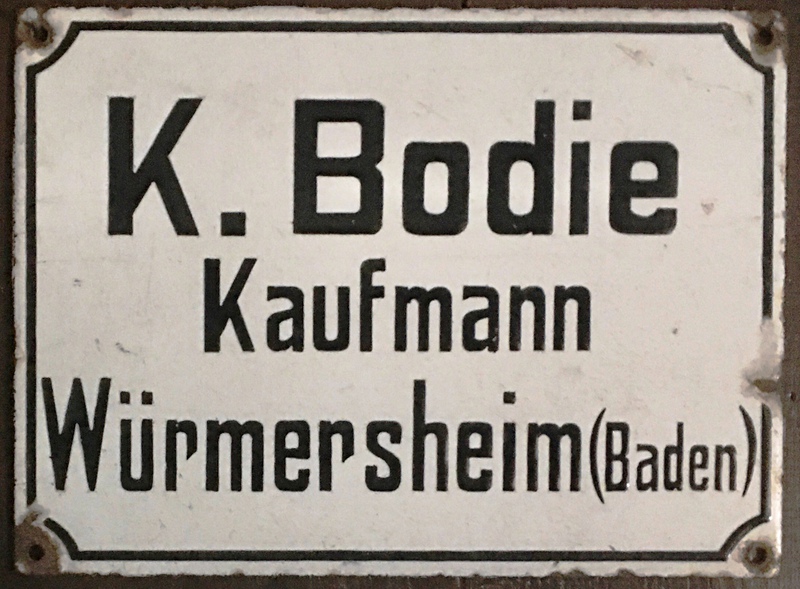 K. Bodie
Kaufmann
Würmersheim (Baden)